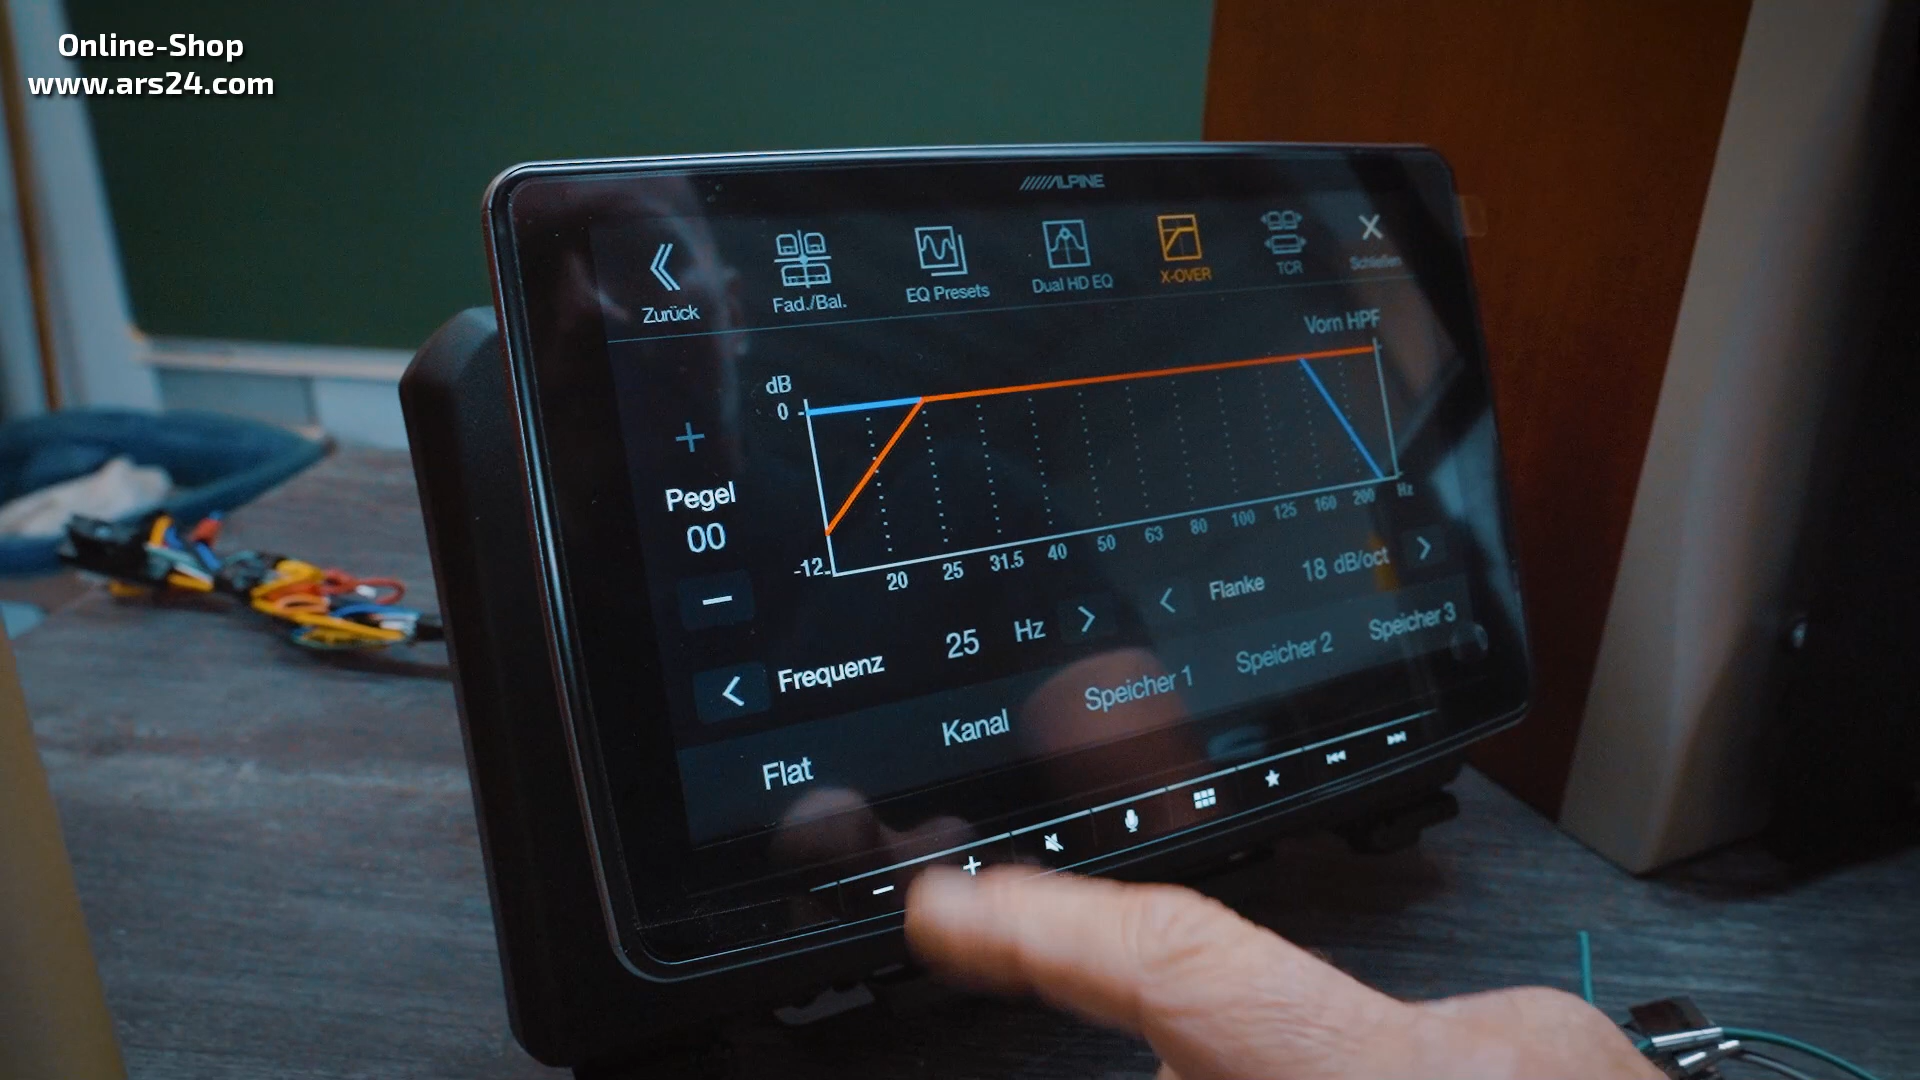 Online-Shop
www.ars24.com
ALPINE
Zurück
Fad./Bal.
EQ Presets
Dual HD EQ
X-OVER
TCR
Schließen
Vorn HPF
dB
0
-12
20 25 31.5 40 50 63 80 100 125 160 200 Hz
+
Pegel
00
−
Frequenz 25 Hz
Flanke 18 dB/oct
Flat Kanal Speicher 1 Speicher 2 Speicher 3
− +